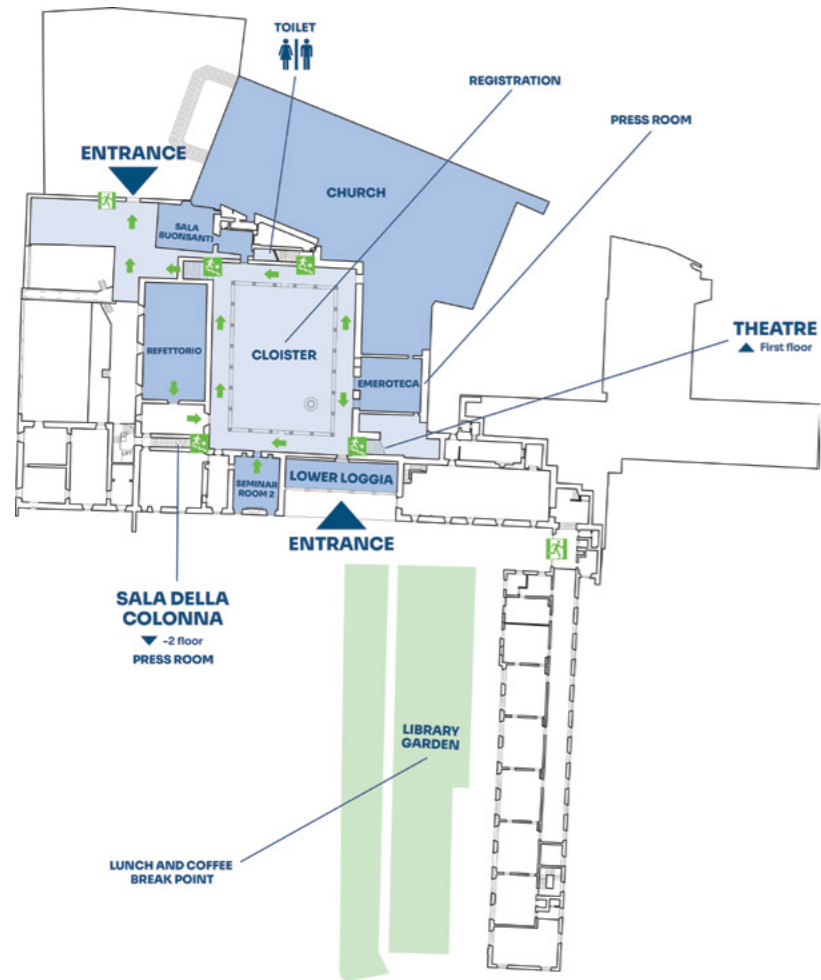 TOILET
REGISTRATION
PRESS ROOM
ENTRANCE
CHURCH
SALA
BUONSANTI
THEATRE
First floor
REFETTORIO
CLOISTER
EMEROTECA
SEMINAR
ROOM 2
LOWER LOGGIA
ENTRANCE
SALA DELLA
COLONNA
-2 floor
PRESS ROOM
LIBRARY
GARDEN
LUNCH AND COFFEE
BREAK POINT